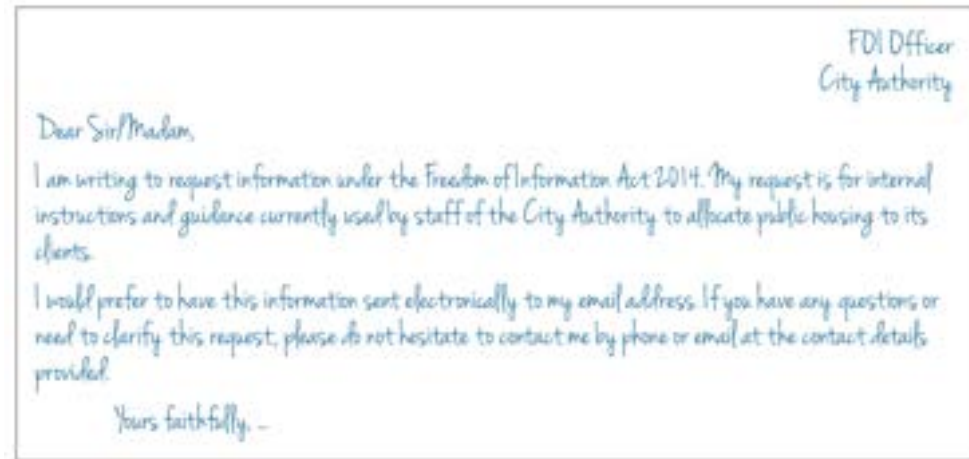 FOI Officer
City Authority
Dear Sir/Madam,
I am writing to request information under the Freedom of Information Act 2014. My request is for internal
instructions and guidance currently used by staff of the City Authority to allocate public housing to its
clients.
I would prefer to have this information sent electronically to my email address. If you have any questions or
need to clarify this request, please do not hesitate to contact me by phone or email at the contact details
provided.
Yours faithfully, ...